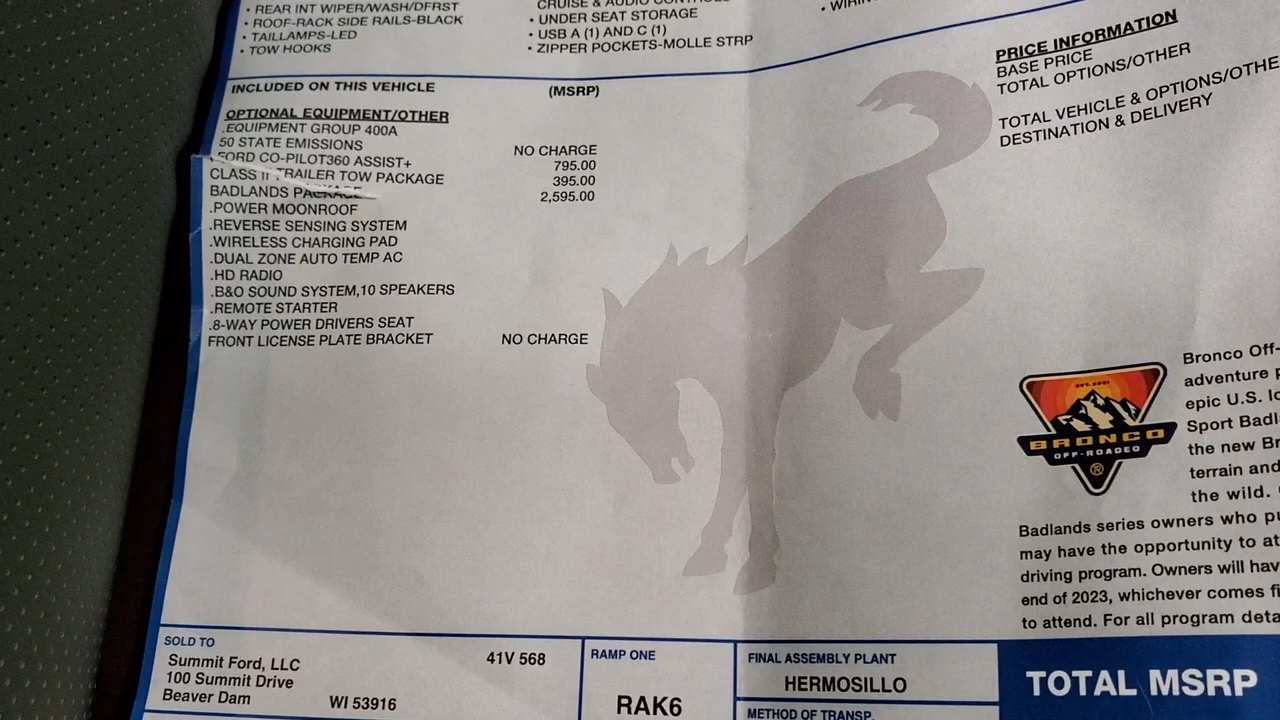 • REAR INT WIPER/WASH/DFRST
• ROOF-RACK SIDE RAILS-BLACK
• TAILLAMPS-LED
• TOW HOOKS
CRUISE & AUDIO CONTROLS
• UNDER SEAT STORAGE
• USB A (1) AND C (1)
• ZIPPER POCKETS-MOLLE STRP
PRICE INFORMATION
BASE PRICE
TOTAL OPTIONS/OTHER
TOTAL VEHICLE & OPTIONS/OTHE
DESTINATION & DELIVERY
INCLUDED ON THIS VEHICLE (MSRP)
OPTIONAL EQUIPMENT/OTHER
.EQUIPMENT GROUP 400A
50 STATE EMISSIONS NO CHARGE
FORD CO-PILOT360 ASSIST+ 795.00
CLASS II TRAILER TOW PACKAGE 395.00
BADLANDS PACKAGE 2,595.00
.POWER MOONROOF
.REVERSE SENSING SYSTEM
.WIRELESS CHARGING PAD
.DUAL ZONE AUTO TEMP AC
.HD RADIO
.B&O SOUND SYSTEM,10 SPEAKERS
.REMOTE STARTER
.8-WAY POWER DRIVERS SEAT
FRONT LICENSE PLATE BRACKET NO CHARGE
BRONCO
OFF-ROADEO
®
Bronco Off-
adventure p
epic U.S. lo
Sport Badl
the new Br
terrain and
the wild.
Badlands series owners who pu
may have the opportunity to at
driving program. Owners will hav
end of 2023, whichever comes fi
to attend. For all program deta
SOLD TO
Summit Ford, LLC 41V 568
100 Summit Drive
Beaver Dam WI 53916
RAMP ONE
RAK6
FINAL ASSEMBLY PLANT
HERMOSILLO
METHOD OF TRANSP.
TOTAL MSRP